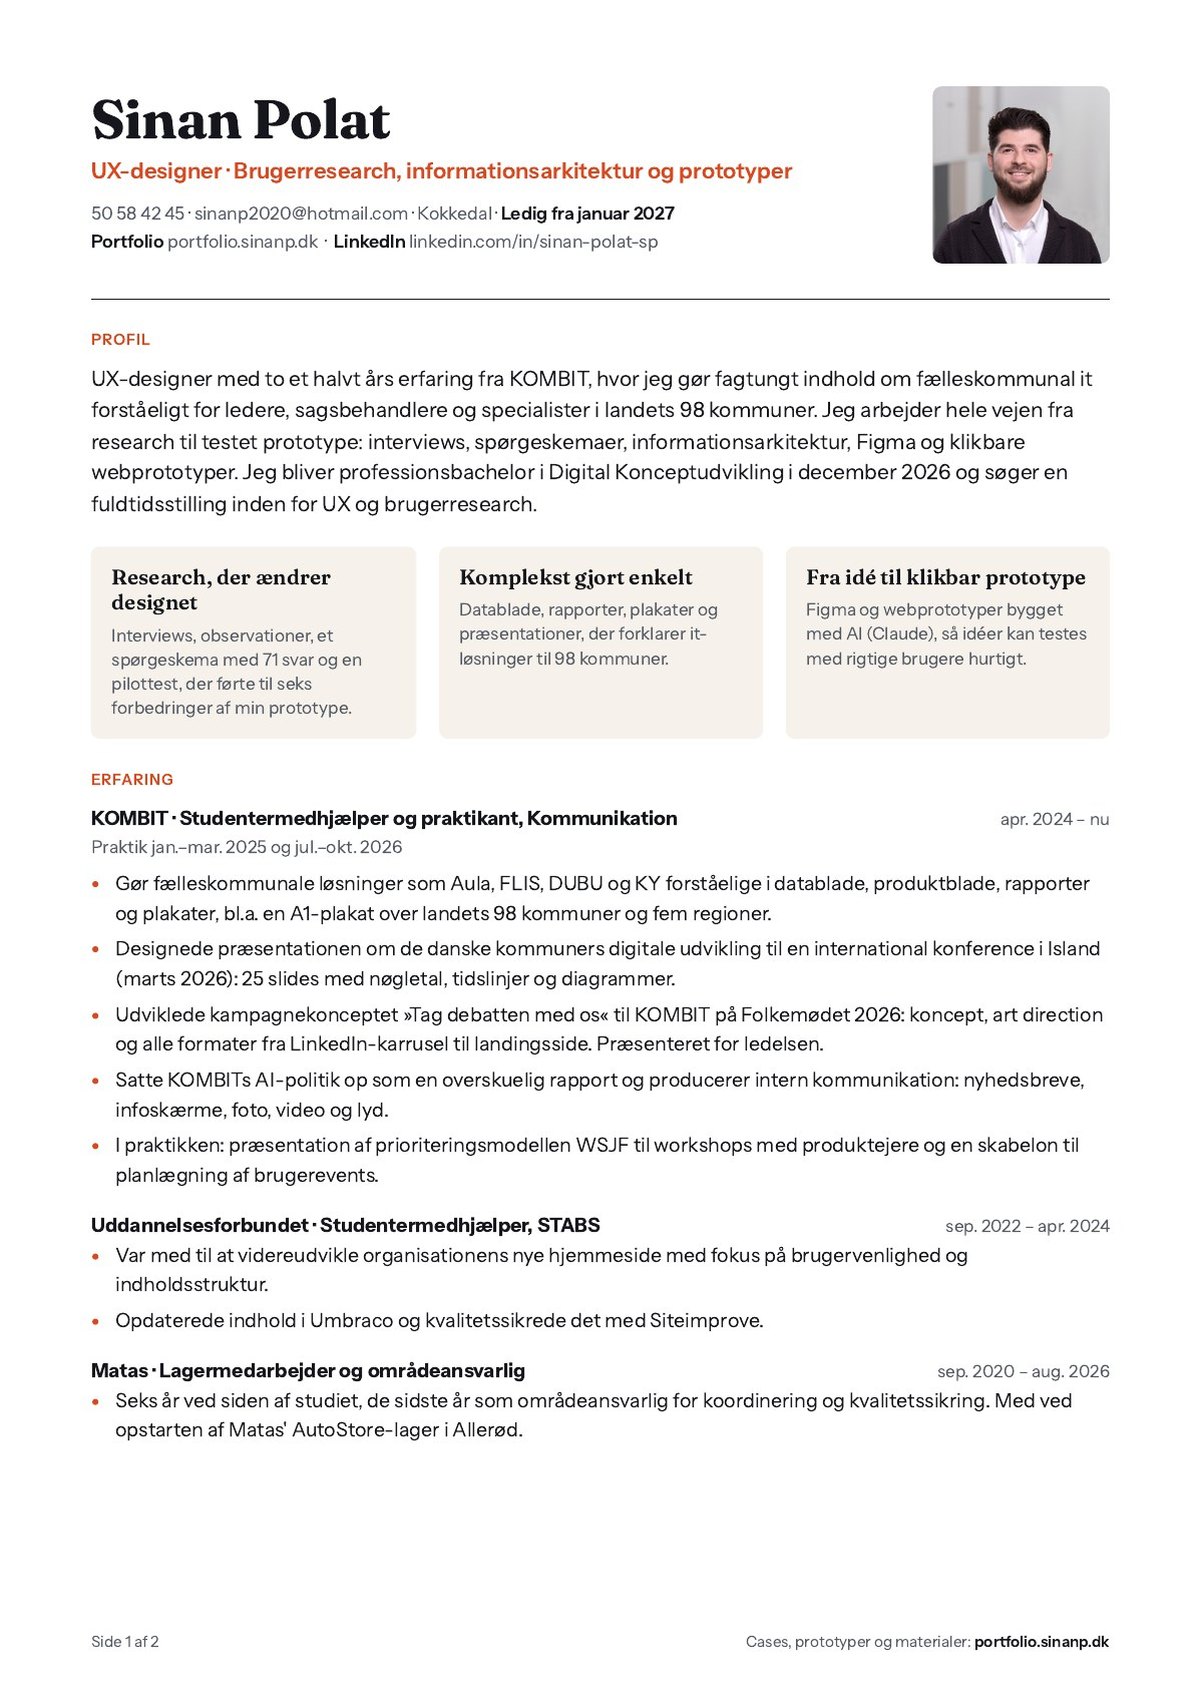 Sinan Polat
UX-designer · Brugerresearch, informationsarkitektur og prototyper
50 58 42 45 · sinanp2020@hotmail.com · Kokkedal · Ledig fra januar 2027
Portfolio portfolio.sinanp.dk · LinkedIn linkedin.com/in/sinan-polat-sp
PROFIL
UX-designer med to et halvt års erfaring fra KOMBIT, hvor jeg gør fagtungt indhold om fælleskommunal it
forståeligt for ledere, sagsbehandlere og specialister i landets 98 kommuner. Jeg arbejder hele vejen fra
research til testet prototype: interviews, spørgeskemaer, informationsarkitektur, Figma og klikbare
webprototyper. Jeg bliver professionsbachelor i Digital Konceptudvikling i december 2026 og søger en
fuldtidsstilling inden for UX og brugerresearch.
Research, der ændrer
designet
Interviews, observationer, et
spørgeskema med 71 svar og en
pilottest, der førte til seks
forbedringer af min prototype.
Komplekst gjort enkelt
Datablade, rapporter, plakater og
præsentationer, der forklarer it-
løsninger til 98 kommuner.
Fra idé til klikbar prototype
Figma og webprototyper bygget
med AI (Claude), så idéer kan testes
med rigtige brugere hurtigt.
ERFARING
KOMBIT · Studentermedhjælper og praktikant, Kommunikation apr. 2024 – nu
Praktik jan.–mar. 2025 og jul.–okt. 2026
• Gør fælleskommunale løsninger som Aula, FLIS, DUBU og KY forståelige i datablade, produktblade, rapporter
og plakater, bl.a. en A1-plakat over landets 98 kommuner og fem regioner.
• Designede præsentationen om de danske kommuners digitale udvikling til en international konference i Island
(marts 2026): 25 slides med nøgletal, tidslinjer og diagrammer.
• Udviklede kampagnekonceptet »Tag debatten med os« til KOMBIT på Folkemødet 2026: koncept, art direction
og alle formater fra LinkedIn-karrusel til landingsside. Præsenteret for ledelsen.
• Satte KOMBITs AI-politik op som en overskuelig rapport og producerer intern kommunikation: nyhedsbreve,
infoskærme, foto, video og lyd.
• I praktikken: præsentation af prioriteringsmodellen WSJF til workshops med produktejere og en skabelon til
planlægning af brugerevents.
Uddannelsesforbundet · Studentermedhjælper, STABS sep. 2022 – apr. 2024
• Var med til at videreudvikle organisationens nye hjemmeside med fokus på brugervenlighed og
indholdsstruktur.
• Opdaterede indhold i Umbraco og kvalitetssikrede det med Siteimprove.
Matas · Lagermedarbejder og områdeansvarlig sep. 2020 – aug. 2026
• Seks år ved siden af studiet, de sidste år som områdeansvarlig for koordinering og kvalitetssikring. Med ved
opstarten af Matas' AutoStore-lager i Allerød.
Side 1 af 2 Cases, prototyper og materialer: portfolio.sinanp.dk